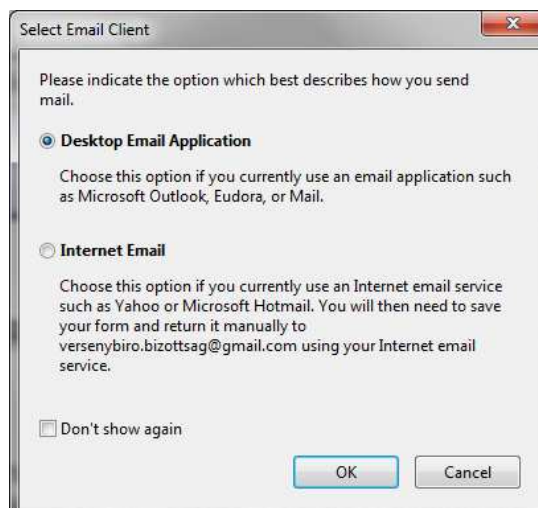 Select Email Client
Please indicate the option which best describes how you send
mail.
Desktop Email Application
Choose this option if you currently use an email application such
as Microsoft Outlook, Eudora, or Mail.
Internet Email
Choose this option if you currently use an Internet email service
such as Yahoo or Microsoft Hotmail. You will then need to save
your form and return it manually to
versenybiro.bizottsag@gmail.com using your Internet email
service.
Don't show again
OK
Cancel